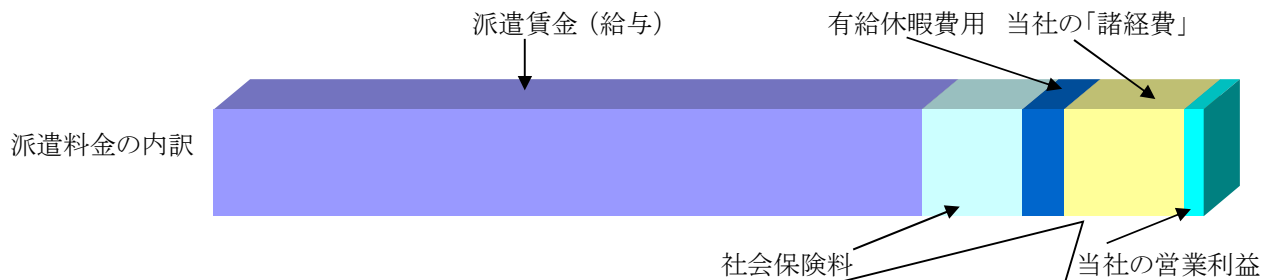 派遣賃金（給与）
有給休暇費用
当社の「諸経費」
派遣料金の内訳
社会保険料
当社の営業利益